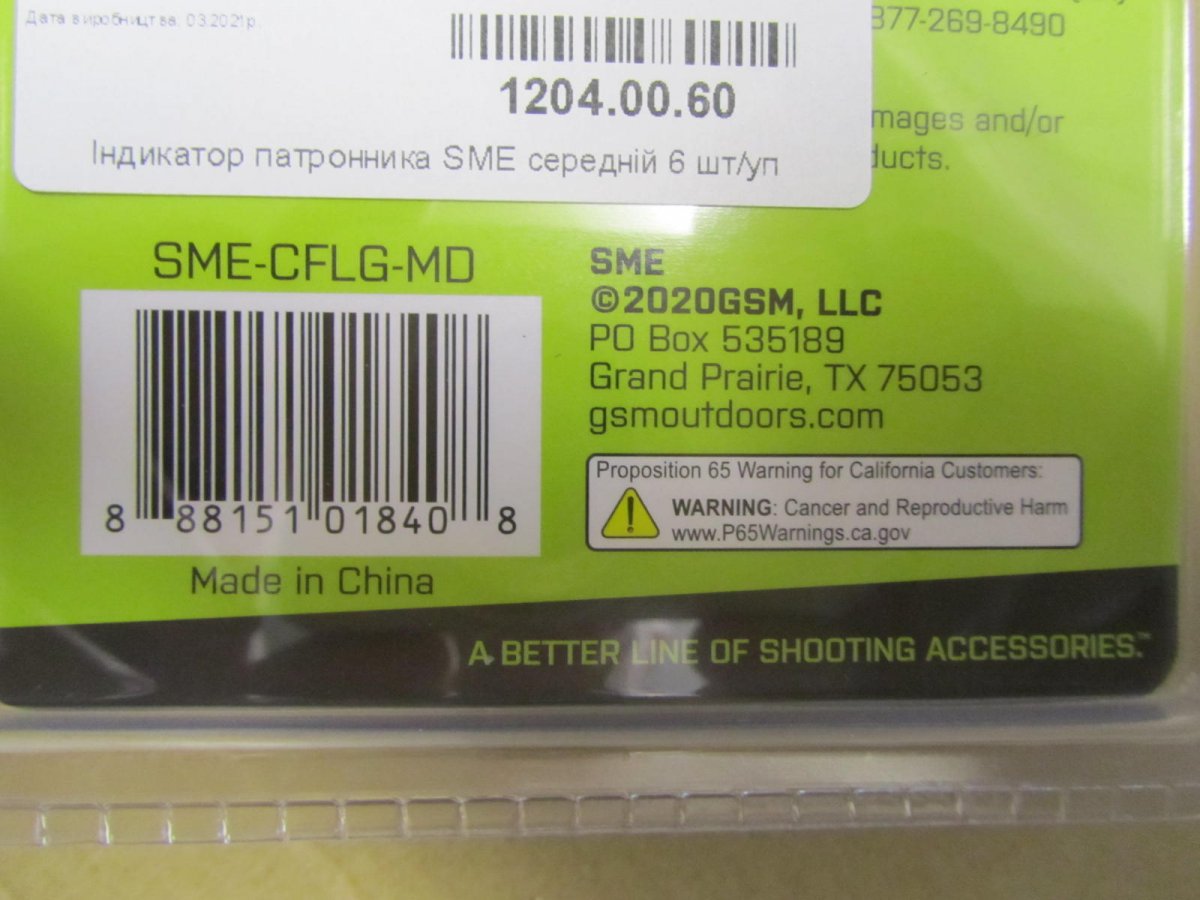 Дата виробництва: 03.2021р.
377-269-8490
1204.00.60
mages and/or
Індикатор патронника SME середній 6 шт/уп
ducts.
SME-CFLG-MD
8 88151 01840 8
Made in China
SME
©2020GSM, LLC
PO Box 535189
Grand Prairie, TX 75053
gsmoutdoors.com
Proposition 65 Warning for California Customers:
WARNING: Cancer and Reproductive Harm
www.P65Warnings.ca.gov
A BETTER LINE OF SHOOTING ACCESSORIES.™